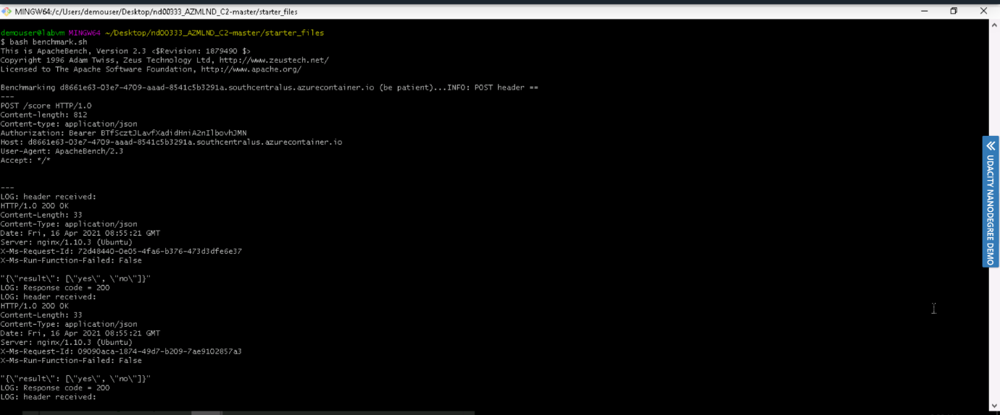 MINGW64:/c/Users/demouser/Desktop/nd00333_AZMLND_C2-master/starter_files
demouser@labvm MINGW64 ~/Desktop/nd00333_AZMLND_C2-master/starter_files
$ bash benchmark.sh
This is ApacheBench, Version 2.3 <$Revision: 1879490 $>
Copyright 1996 Adam Twiss, Zeus Technology Ltd, http://www.zeustech.net/
Licensed to The Apache Software Foundation, http://www.apache.org/
Benchmarking d8661e63-03e7-4709-aaad-8541c5b3291a.southcentralus.azurecontainer.io (be patient)...INFO: POST header ==
---
POST /score HTTP/1.0
Content-length: 812
Content-type: application/json
Authorization: Bearer BTfScztJLavfXadidHniA2nIlbovhJMN
Host: d8661e63-03e7-4709-aaad-8541c5b3291a.southcentralus.azurecontainer.io
User-Agent: ApacheBench/2.3
Accept: */*
---
LOG: header received:
HTTP/1.0 200 OK
Content-Length: 33
Content-Type: application/json
Date: Fri, 16 Apr 2021 08:55:21 GMT
Server: nginx/1.10.3 (Ubuntu)
X-Ms-Request-Id: 72d48440-0e05-4fa6-b376-473d3dfe6e37
X-Ms-Run-Function-Failed: False
"{\"result\": [\"yes\", \"no\"]}"
LOG: Response code = 200
LOG: header received:
HTTP/1.0 200 OK
Content-Length: 33
Content-Type: application/json
Date: Fri, 16 Apr 2021 08:55:21 GMT
Server: nginx/1.10.3 (Ubuntu)
X-Ms-Request-Id: 09090aca-1874-49d7-b209-7ae9102857a3
X-Ms-Run-Function-Failed: False
"{\"result\": [\"yes\", \"no\"]}"
LOG: Response code = 200
LOG: header received:
UDACITY NANODEGREE DEMO